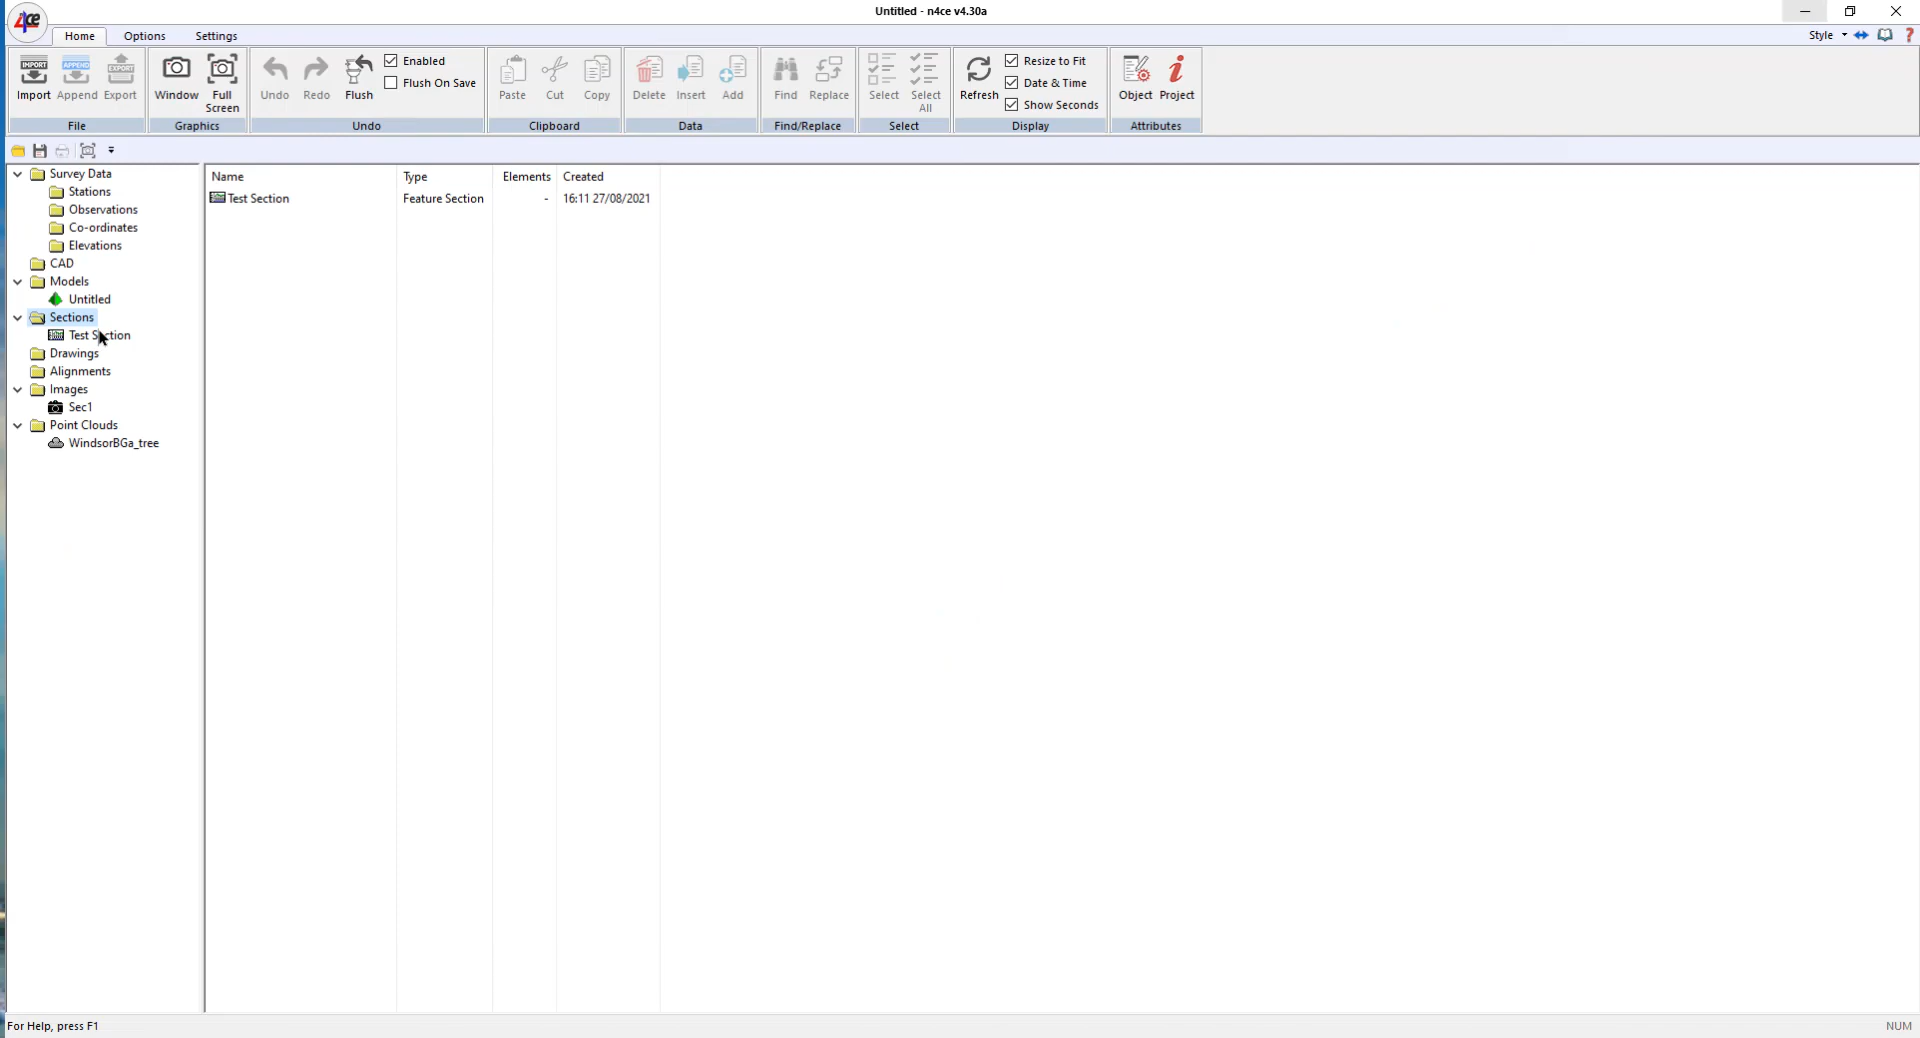 Untitled - n4ce v4.30a
4ce
Home Options Settings Style
IMPORT APPEND EXPORT
Import Append Export Window Full Screen Undo Redo Flush
Enabled
Flush On Save
Paste Cut Copy Delete Insert Add Find Replace Select Select All Refresh
Resize to Fit
Date & Time
Show Seconds
Object Project
File Graphics Undo Clipboard Data Find/Replace Select Display Attributes
Survey Data
Stations
Observations
Co-ordinates
Elevations
CAD
Models
Untitled
Sections
Test Section
Drawings
Alignments
Images
Sec1
Point Clouds
WindsorBGa_tree
Name Type Elements Created
Test Section Feature Section - 16:11 27/08/2021
For Help, press F1 NUM